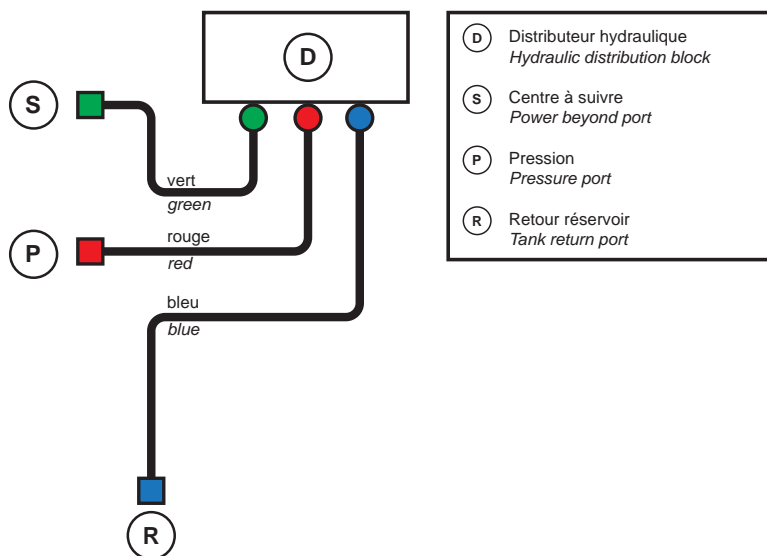 D
S
vert
green
P
rouge
red
bleu
blue
R
D Distributeur hydraulique
Hydraulic distribution block
S Centre à suivre
Power beyond port
P Pression
Pressure port
R Retour réservoir
Tank return port